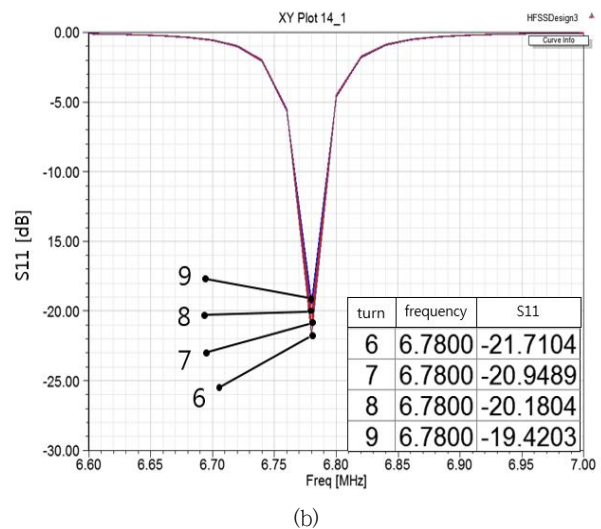 XY Plot 14_1
HFSSDesign3
Curve Info
0.00
-5.00
-10.00
15.00
-20.00
-25.00
-30.00
S11 [dB]
9
8
7
6
turn frequency S11
6 6.7800 -21.7104
7 6.7800 -20.9489
8 6.7800 -20.1804
9 6.7800 -19.4203
6.60 6.65 6.70 6.75 6.80 6.85 6.90 6.95 7.00
Freq [MHz]
(b)